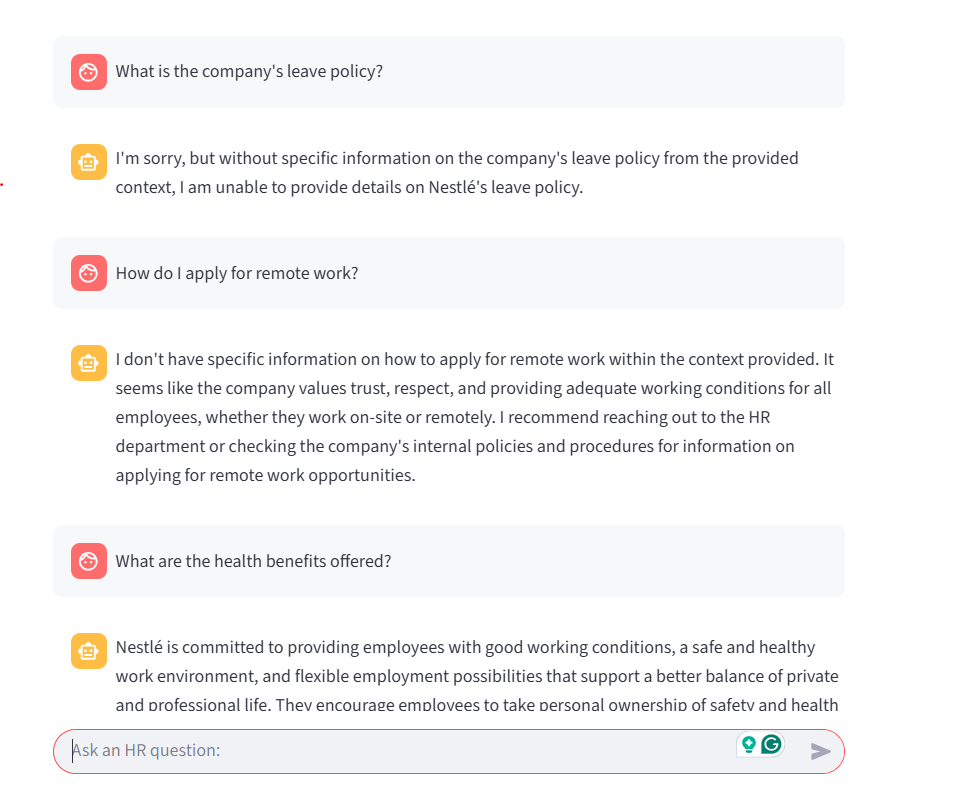 What is the company's leave policy?
I'm sorry, but without specific information on the company's leave policy from the provided
context, I am unable to provide details on Nestlé's leave policy.
How do I apply for remote work?
I don't have specific information on how to apply for remote work within the context provided. It
seems like the company values trust, respect, and providing adequate working conditions for all
employees, whether they work on-site or remotely. I recommend reaching out to the HR
department or checking the company's internal policies and procedures for information on
applying for remote work opportunities.
What are the health benefits offered?
Nestlé is committed to providing employees with good working conditions, a safe and healthy
work environment, and flexible employment possibilities that support a better balance of private
and professional life. They encourage employees to take personal ownership of safety and health
Ask an HR question: